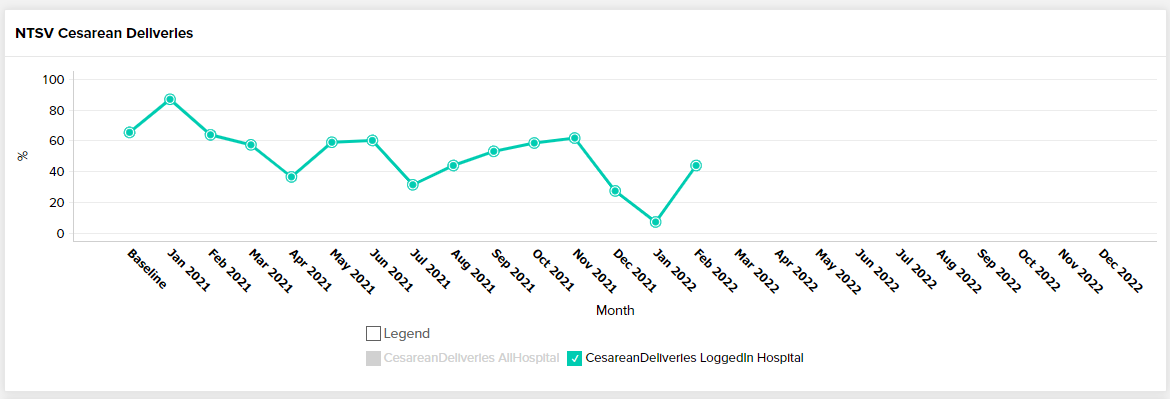 NTSV Cesarean Deliveries
100
80
60
40
20
0
%
Baseline
Jan 2021
Feb 2021
Mar 2021
Apr 2021
May 2021
Jun 2021
Jul 2021
Aug 2021
Sep 2021
Oct 2021
Nov 2021
Dec 2021
Jan 2022
Feb 2022
Mar 2022
Apr 2022
May 2022
Jun 2022
Jul 2022
Aug 2022
Sep 2022
Oct 2022
Nov 2022
Dec 2022
Month
Legend
CesareanDeliveries AllHospital CesareanDeliveries LoggedIn Hospital